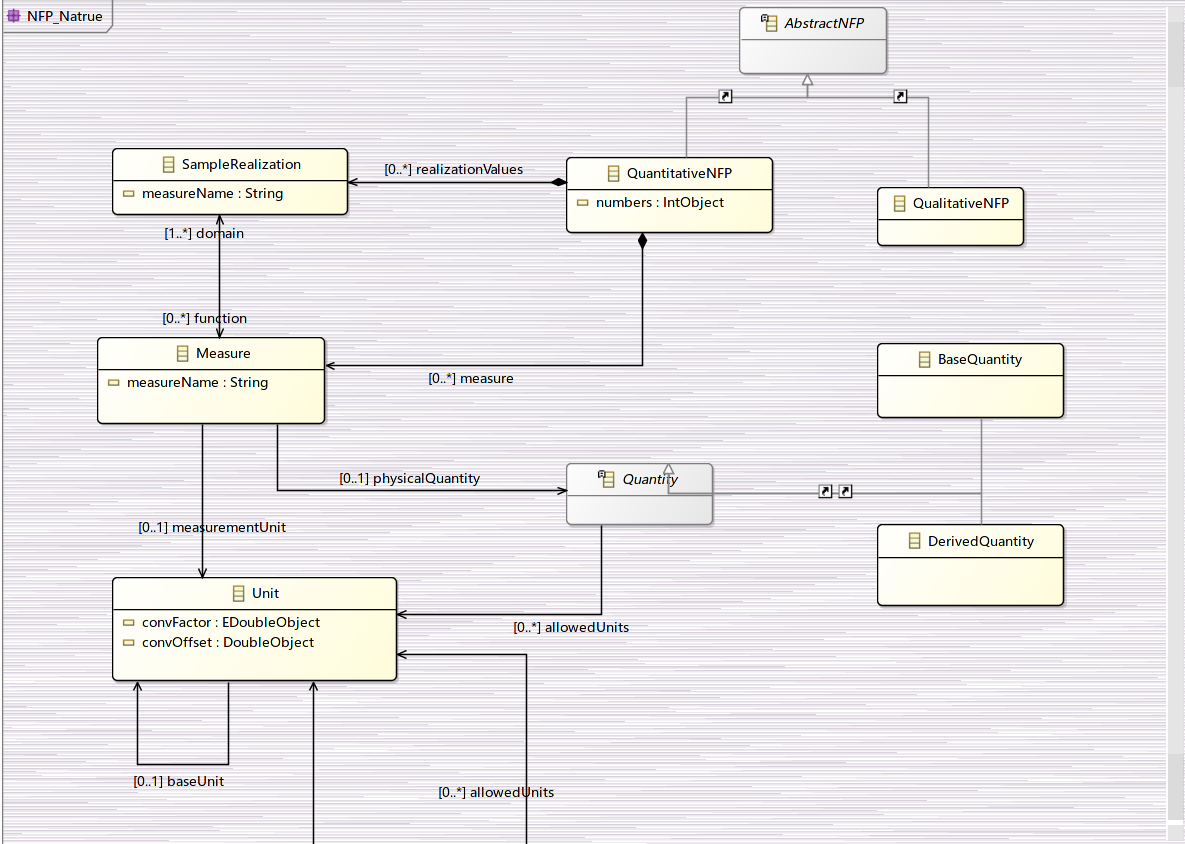 NFP_Natrue
AbstractNFP
SampleRealization
measureName : String
[0..*] realizationValues
QuantitativeNFP
numbers : IntObject
QualitativeNFP
[1..*] domain
[0..*] function
Measure
measureName : String
[0..*] measure
BaseQuantity
[0..1] physicalQuantity
Quantity
[0..1] measurementUnit
DerivedQuantity
Unit
convFactor : EDoubleObject
convOffset : DoubleObject
[0..*] allowedUnits
[0..1] baseUnit
[0..*] allowedUnits